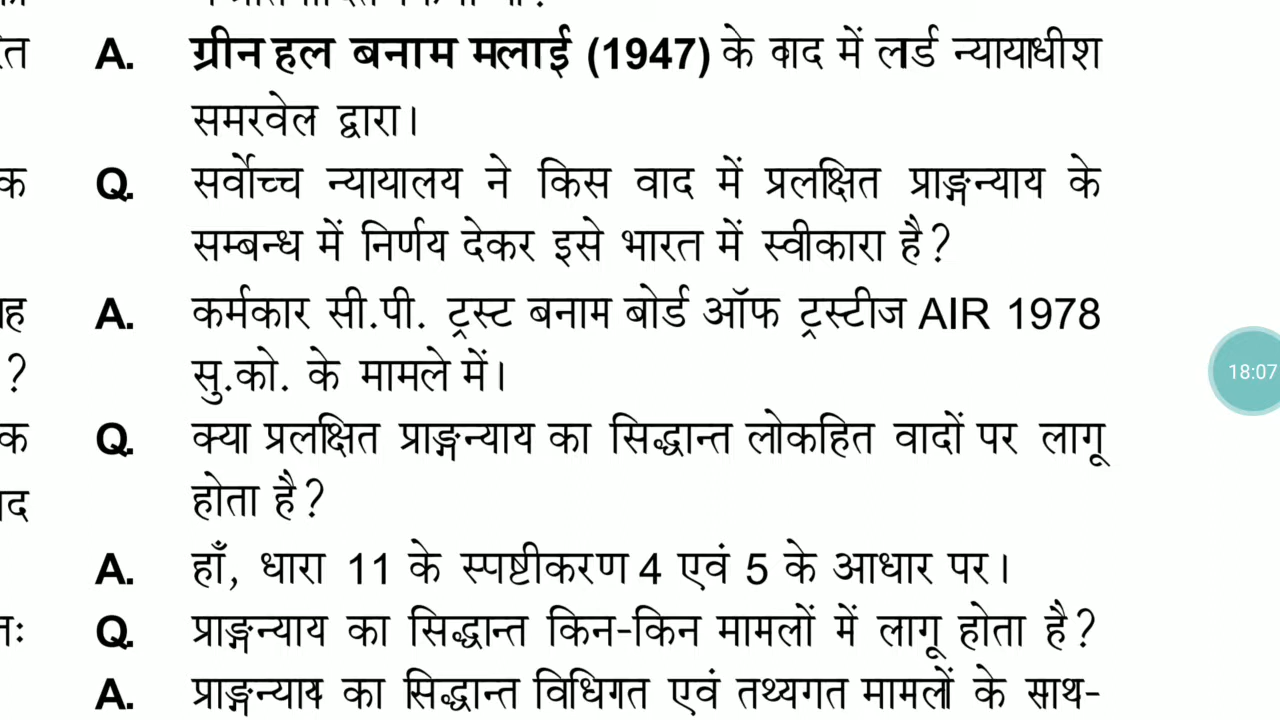 A. ग्रीन हल बनाम मलाई (1947) के वाद में लार्ड न्यायाधीश
समरवेल द्वारा।
क Q. सर्वोच्च न्यायालय ने किस वाद में प्रलक्षित प्राङ्गन्याय के
सम्बन्ध में निर्णय देकर इसे भारत में स्वीकारा है?
A. कर्मकार सी.पी. ट्रस्ट बनाम बोर्ड ऑफ ट्रस्टीज AIR 1978
? सु.को. के मामले में।
क Q. क्या प्रलक्षित प्राङ्गन्याय का सिद्धान्त लोकहित वादों पर लागू
होता है?
A. हाँ, धारा 11 के स्पष्टीकरण 4 एवं 5 के आधार पर।
Q. प्राङ्गन्याय का सिद्धान्त किन-किन मामलों में लागू होता है?
A. प्राङ्गन्याय का सिद्धान्त विधिगत एवं तथ्यगत मामलों के साथ-
18:07